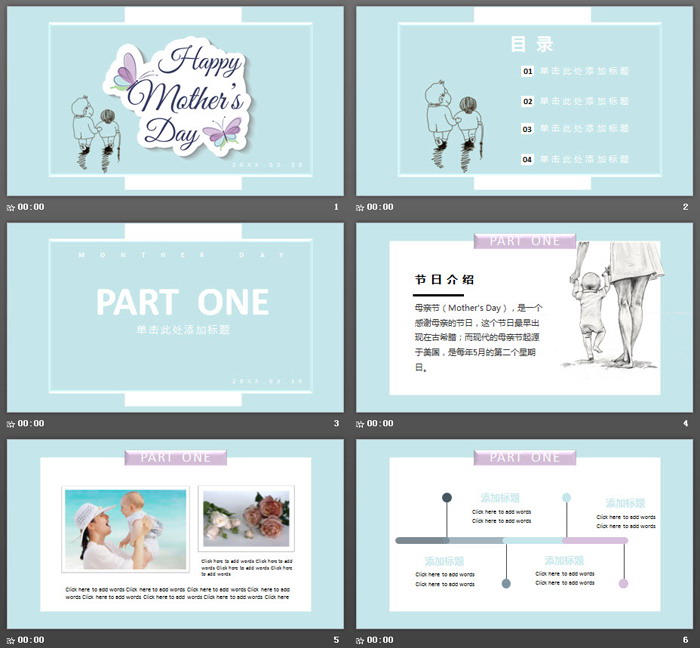 Happy
Mother's
Day
20XX.XX.XX
00:00
1
目录
01 单击此处添加标题
02 单击此处添加标题
03 单击此处添加标题
04 单击此处添加标题
00:00
2
MONTHER DAY
PART ONE
单击此处添加标题
20XX.XX.XX
00:00
3
PART ONE
节日介绍
母亲节（Mother's Day），是一个
感谢母亲的节日，这个节日最早出
现在古希腊；而现代的母亲节起源
于美国，是每年5月的第二个星期
日。
00:00
4
PART ONE
Click here to add words Click here to add
words Click here to add words Click here
to add words
Click here to add words Click here to add words Click here to add words Click here to add
words Click here to add words Click here to add words Click here to add words Click here
00:00
5
PART ONE
添加标题
Click here to add words
Click here to add words
添加标题
Click here to add words
Click here to add words
添加标题
Click here to add words
Click here to add words
添加标题
Click here to add words
Click here to add words
00:00
6